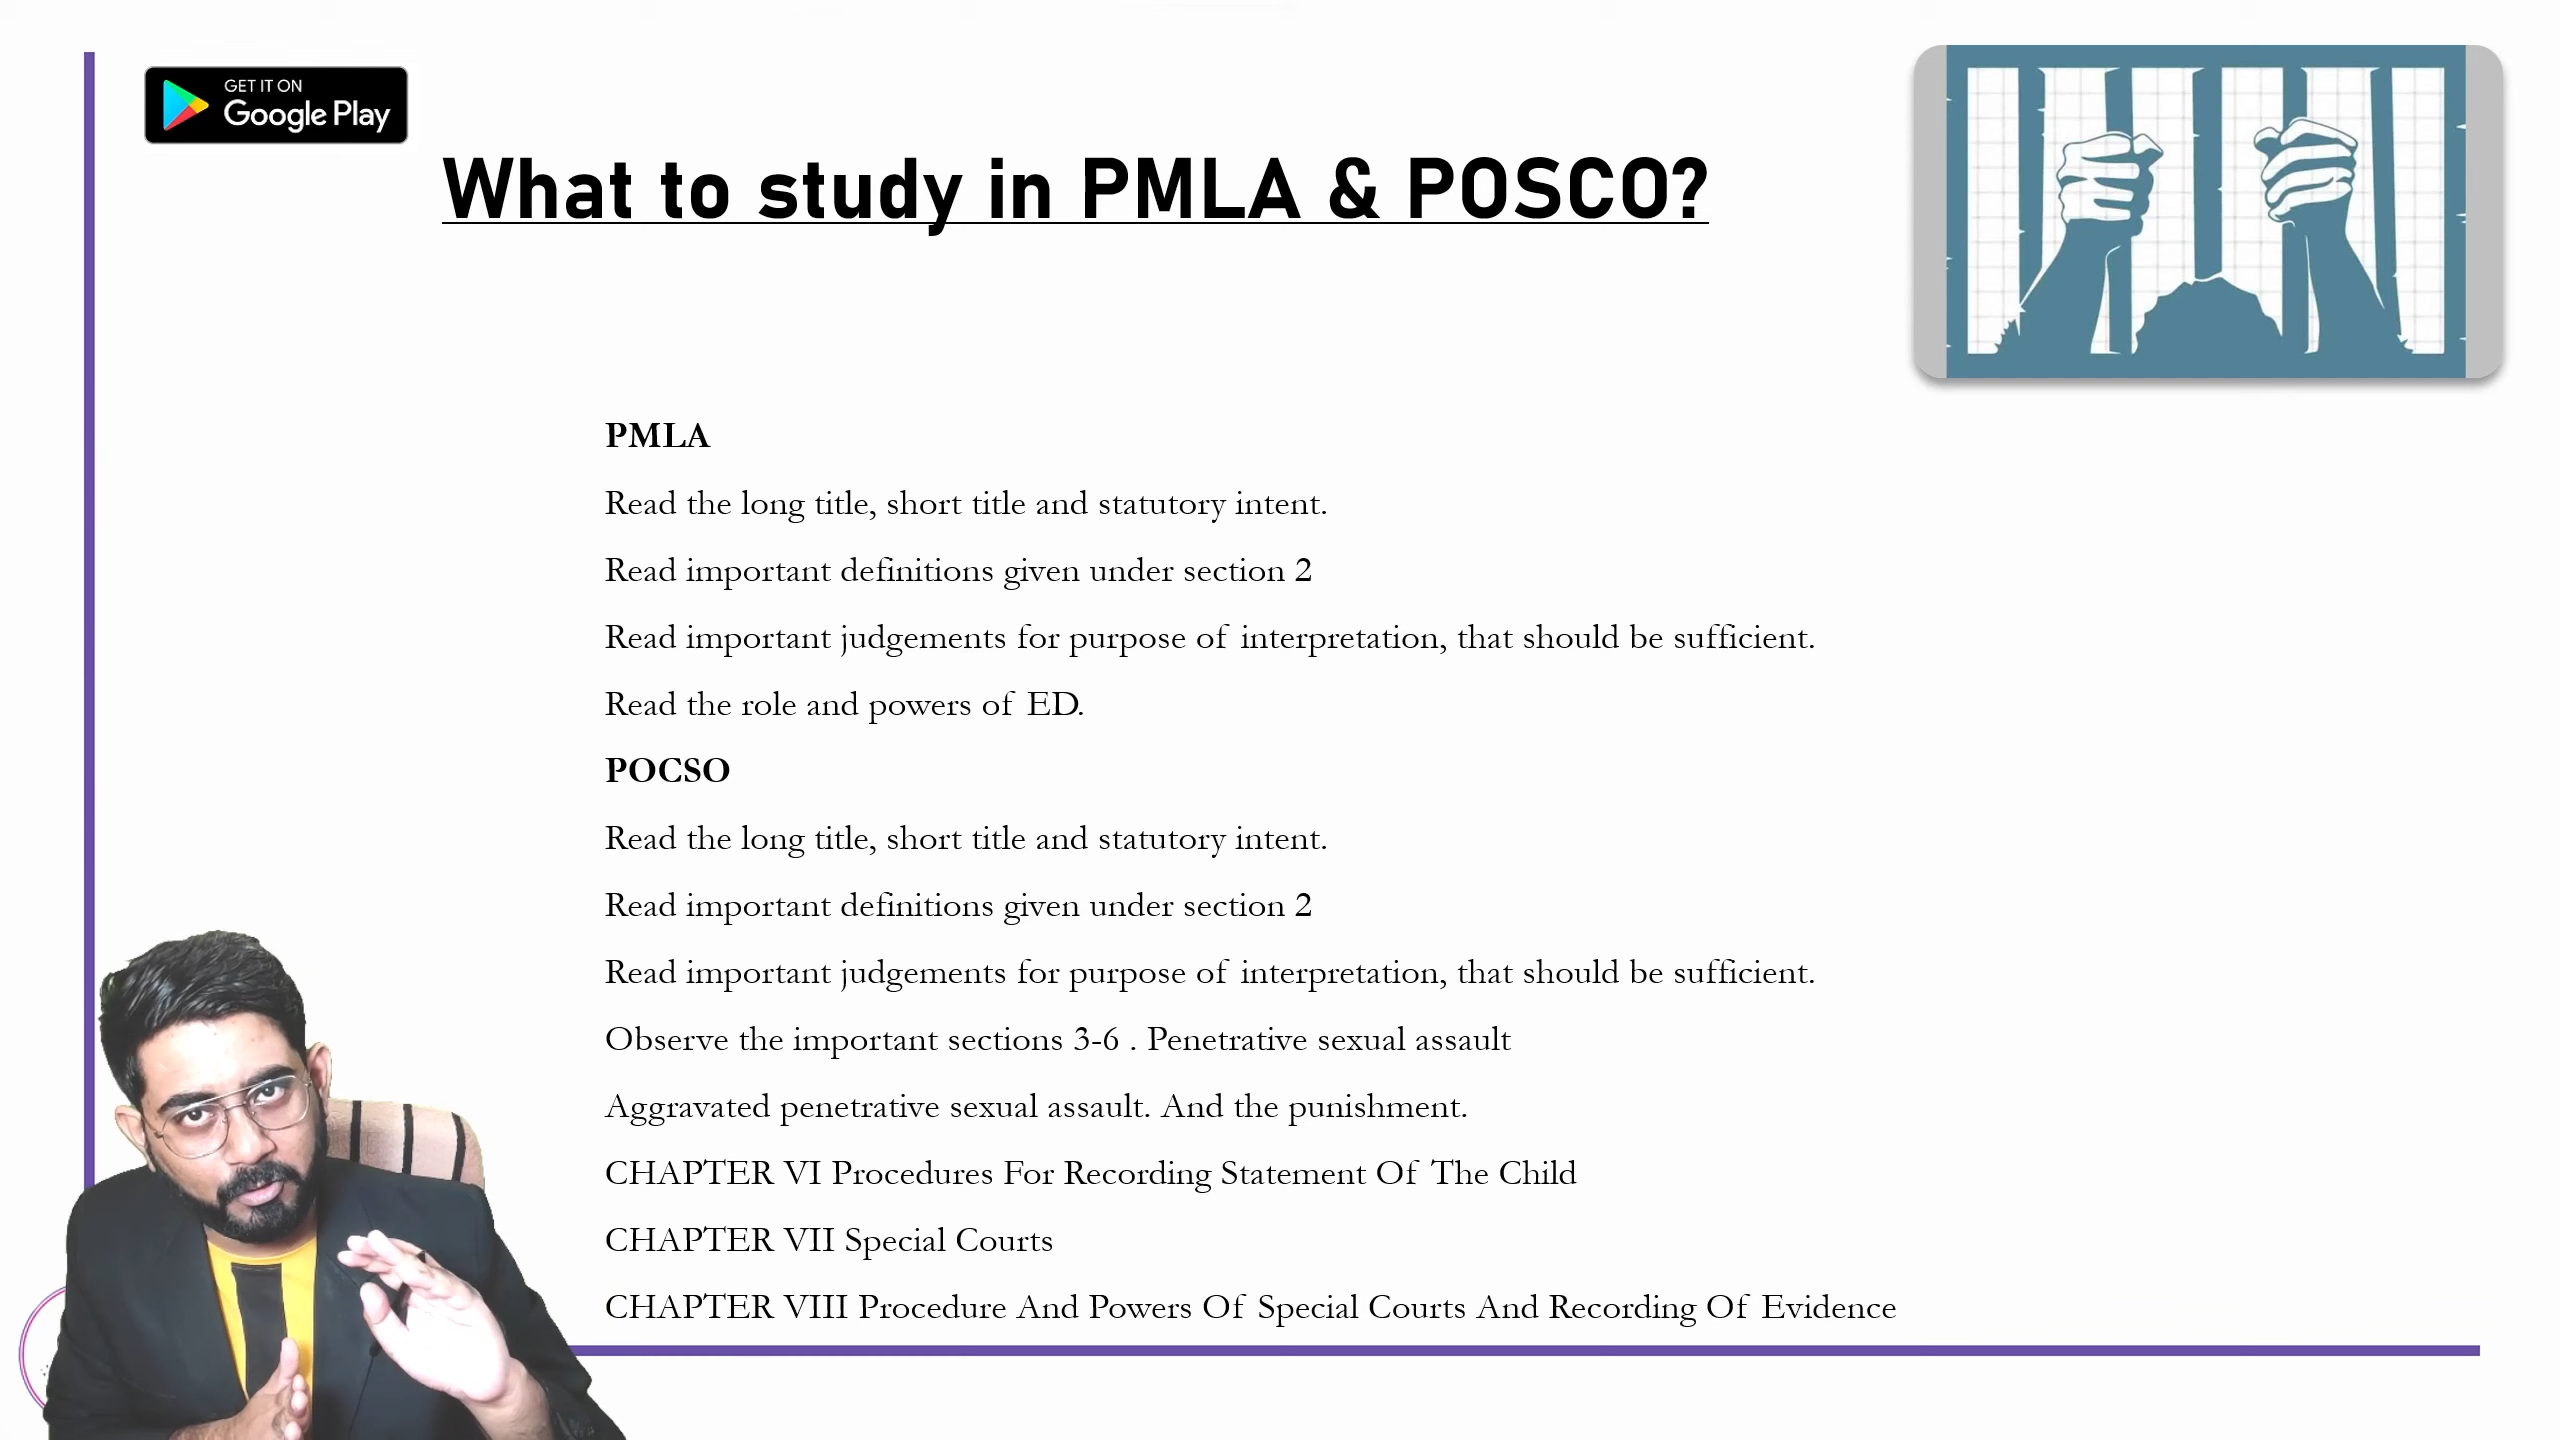 GET IT ON
Google Play
What to study in PMLA & POSCO?
PMLA
Read the long title, short title and statutory intent.
Read important definitions given under section 2
Read important judgements for purpose of interpretation, that should be sufficient.
Read the role and powers of ED.
POCSO
Read the long title, short title and statutory intent.
Read important definitions given under section 2
Read important judgements for purpose of interpretation, that should be sufficient.
Observe the important sections 3-6 . Penetrative sexual assault
Aggravated penetrative sexual assault. And the punishment.
CHAPTER VI Procedures For Recording Statement Of The Child
CHAPTER VII Special Courts
CHAPTER VIII Procedure And Powers Of Special Courts And Recording Of Evidence